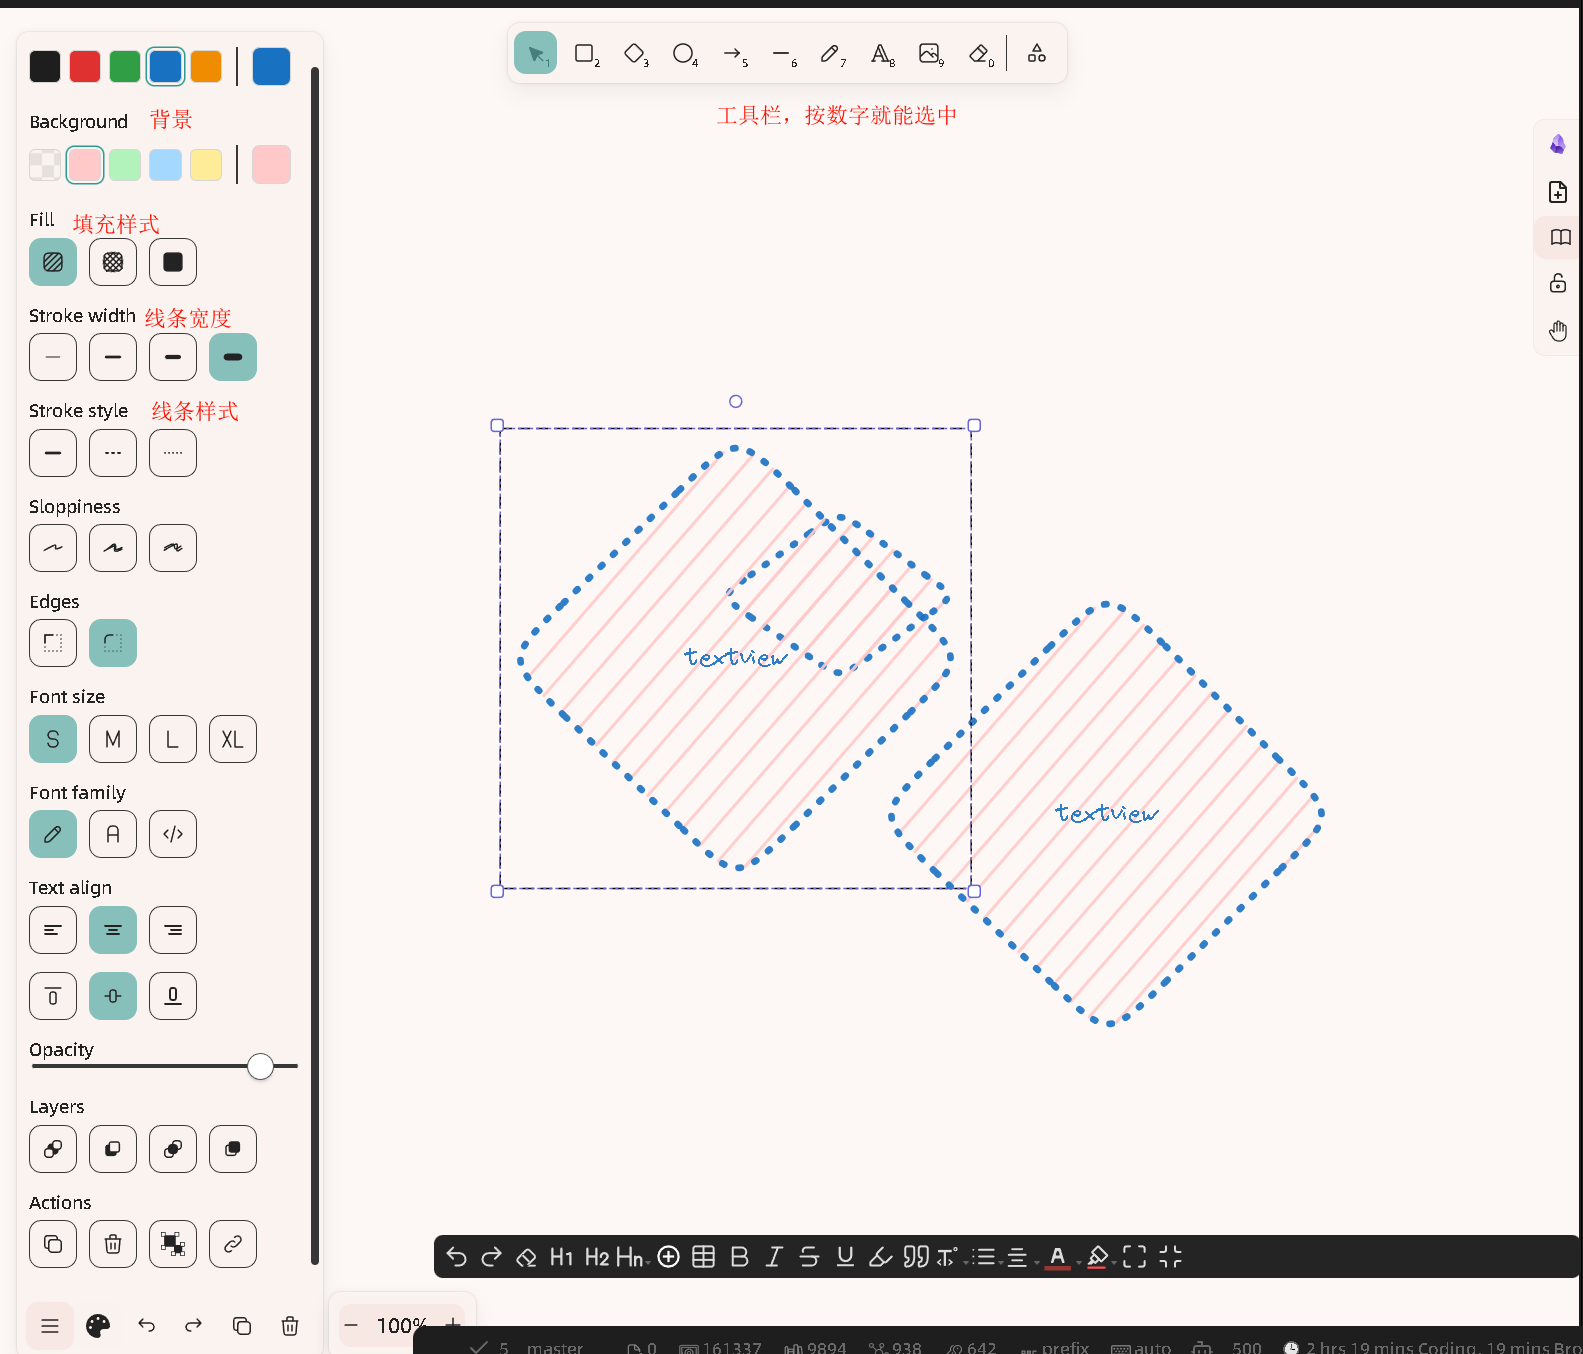 1 2 3 4 5 6 7 8 9 0
工具栏，按数字就能选中
Background 背景
Fill 填充样式
Stroke width 线条宽度
Stroke style 线条样式
Sloppiness
Edges
Font size
S M L XL
Font family
A </>
Text align
Opacity
Layers
Actions
textview
textview
H1 H2 Hn B I S U T A
100%
5 master 0 161337 9894 938 642 prefix auto 500 2 hrs 19 mins Coding, 19 mins Bro